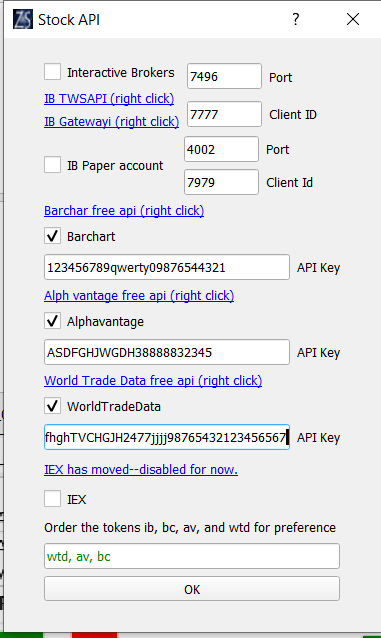 ZS Stock API ?
Interactive Brokers 7496 Port
IB TWSAPI (right click)
7777 Client ID
IB Gatewayi (right click)
4002 Port
IB Paper account
7979 Client Id
Barchar free api (right click)
Barchart
123456789qwerty09876544321 API Key
Alph vantage free api (right click)
Alphavantage
ASDFGHJWGDH38888832345 API Key
World Trade Data free api (right click)
WorldTradeData
fhghTVCHGJH2477jjjj98765432123456567 API Key
IEX has moved--disabled for now.
IEX
Order the tokens ib, bc, av, and wtd for preference
wtd, av, bc
OK